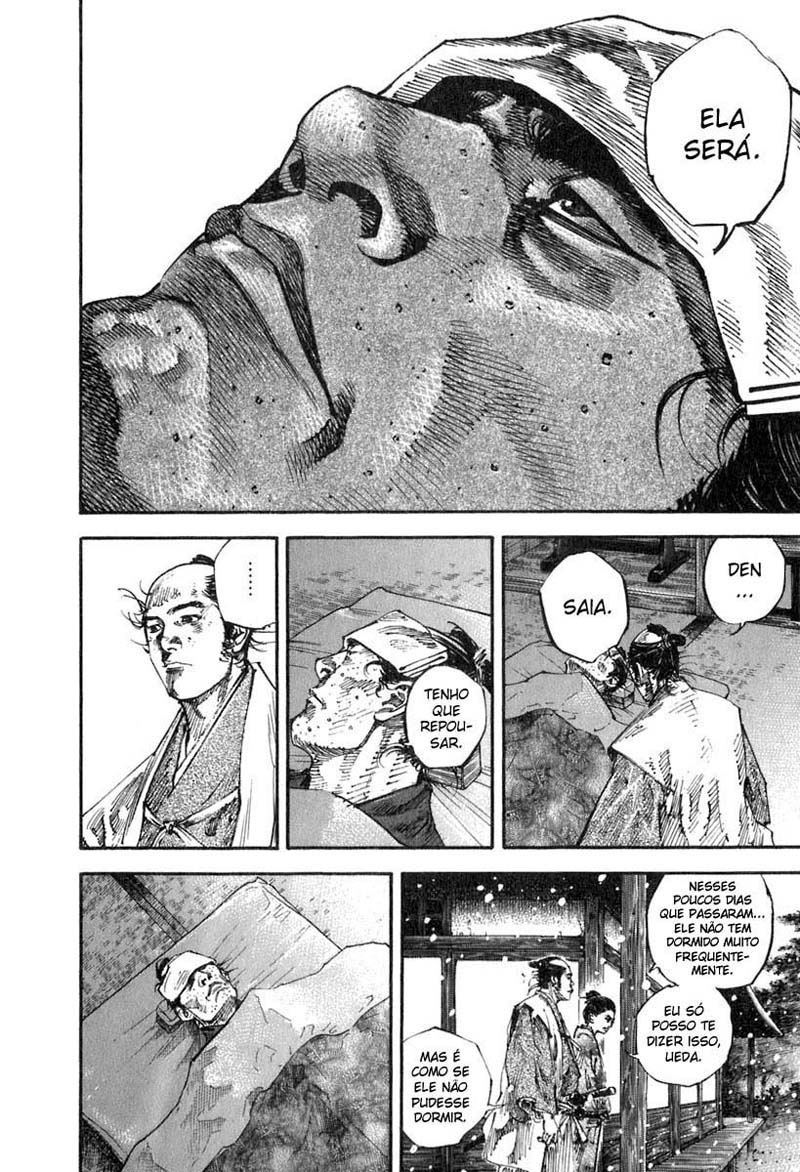 ELA
SERÁ.
DEN
...
SAIA.
TENHO
QUE
REPOU-
SAR.
......
NESSES
POUCOS DIAS
QUE PASSARAM...
ELE NÃO TEM
DORMIDO MUITO
FREQUENTE-
MENTE.
EU SÓ
POSSO TE
DIZER ISSO,
UEDA.
MAS É
COMO SE
ELE NÃO
PUDESSE
DORMIR.